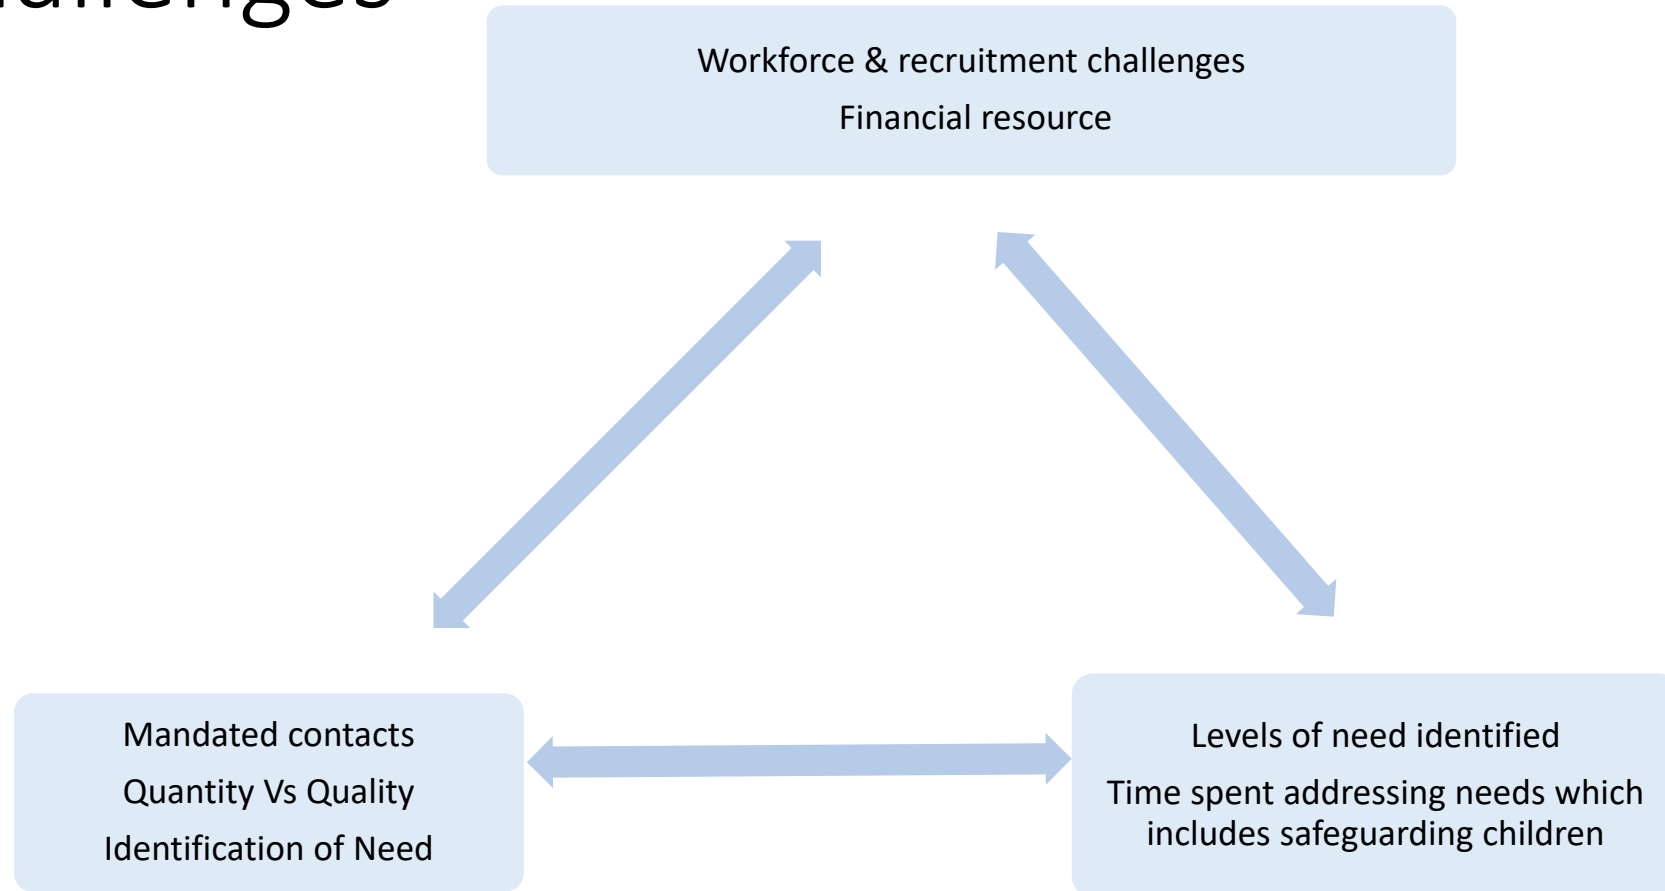 Workforce & recruitment challenges
Financial resource
Mandated contacts
Quantity Vs Quality
Identification of Need
Levels of need identified
Time spent addressing needs which
includes safeguarding children